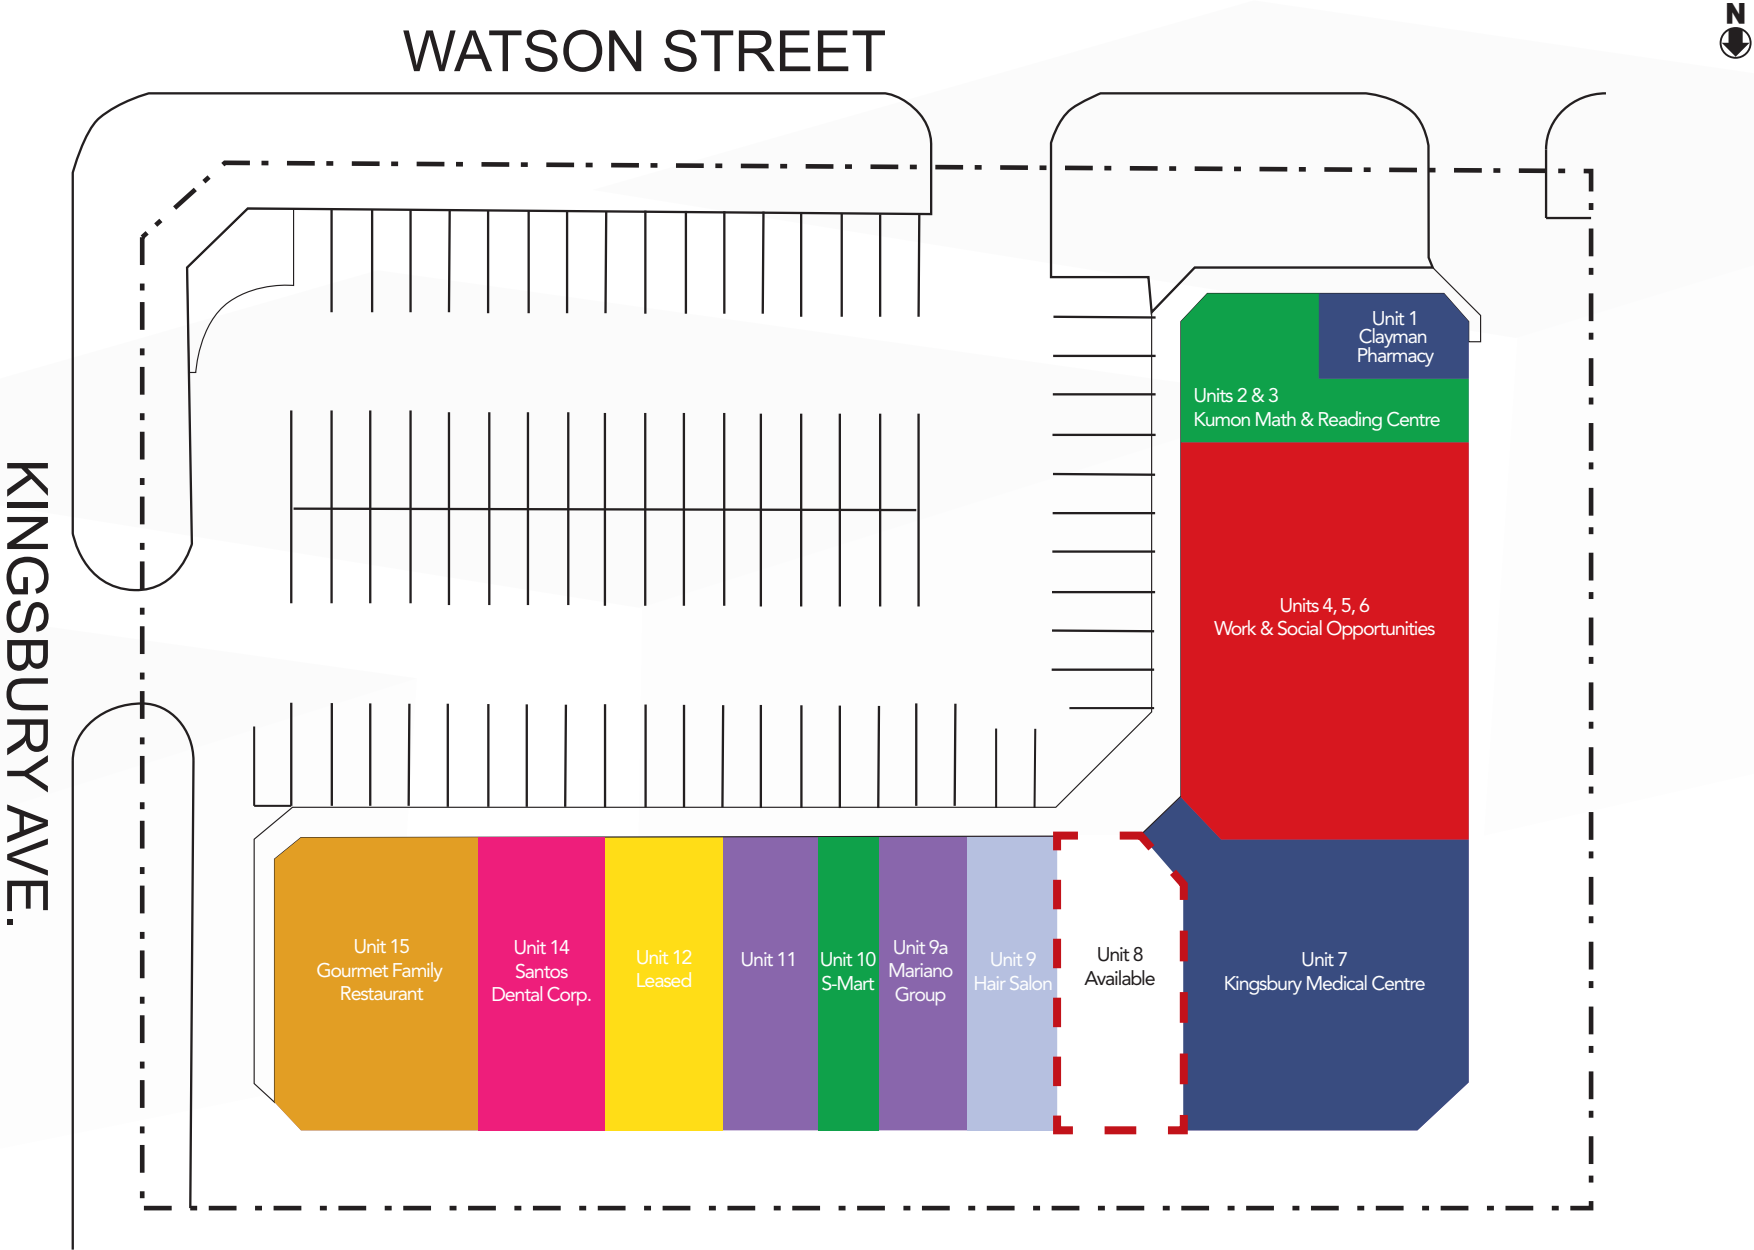 WATSON STREET
N
KINGSBURY AVE.
Unit 1
Clayman
Pharmacy
Units 2 & 3
Kumon Math & Reading Centre
Units 4, 5, 6
Work & Social Opportunities
Unit 15
Gourmet Family
Restaurant
Unit 14
Santos
Dental Corp.
Unit 12
Leased
Unit 11
Unit 10
S-Mart
Unit 9a
Mariano
Group
Unit 9
Hair Salon
Unit 8
Available
Unit 7
Kingsbury Medical Centre